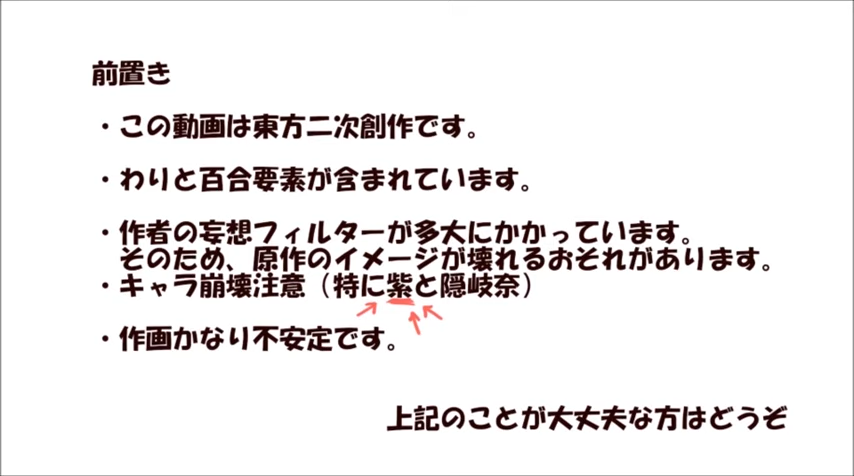 前置き
・この動画は東方二次創作です。
・わりと百合要素が含まれています。
・作者の妄想フィルターが多大にかかっています。
そのため、原作のイメージが壊れるおそれがあります。
・キャラ崩壊注意（特に紫と隠岐奈）
・作画かなり不安定です。
上記のことが大丈夫な方はどうぞ